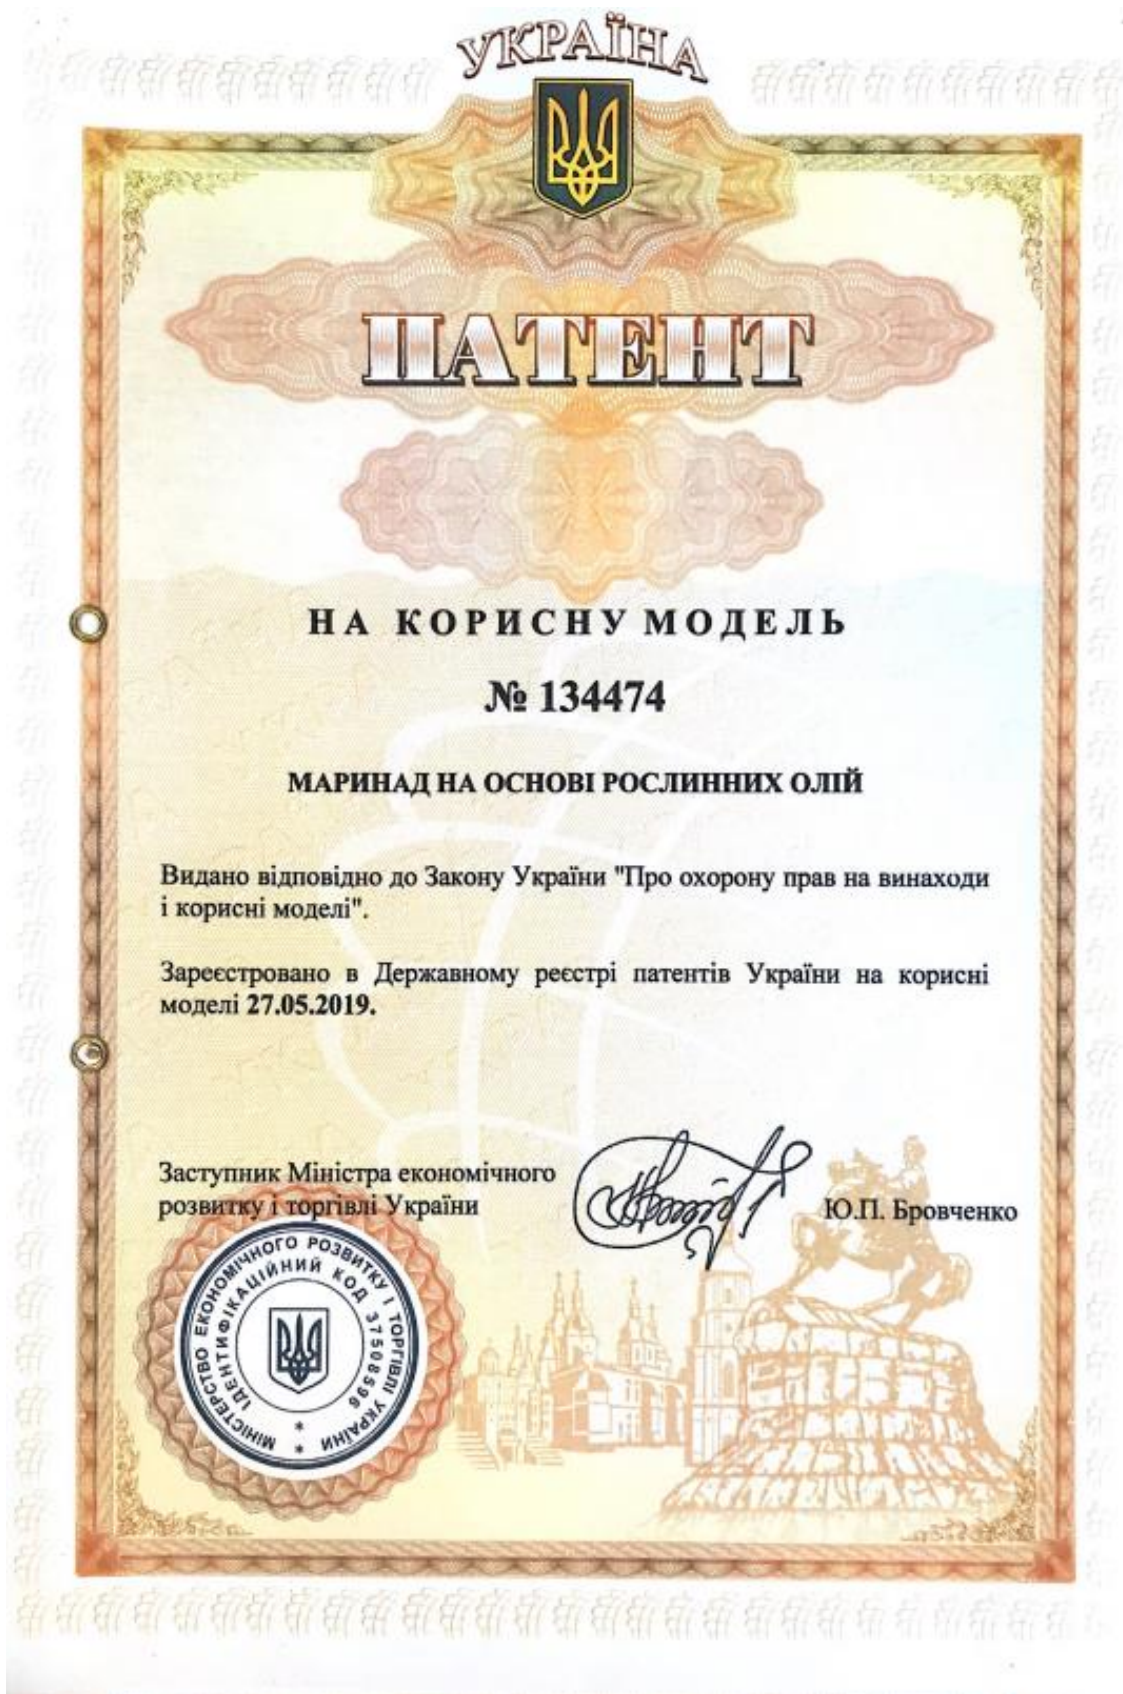 УКРАЇНА
ПАТЕНТ
НА КОРИСНУ МОДЕЛЬ
№ 134474
МАРИНАД НА ОСНОВІ РОСЛИННИХ ОЛІЙ
Видано відповідно до Закону України "Про охорону прав на винаходи
і корисні моделі".
Зареєстровано в Державному реєстрі патентів України на корисні
моделі 27.05.2019.
Заступник Міністра економічного
розвитку і торгівлі України
Ю.П. Бровченко
МІНІСТЕРСТВО ЕКОНОМІЧНОГО РОЗВИТКУ І ТОРГІВЛІ УКРАЇНИ *
ІДЕНТИФІКАЦІЙНИЙ КОД 37508596 *